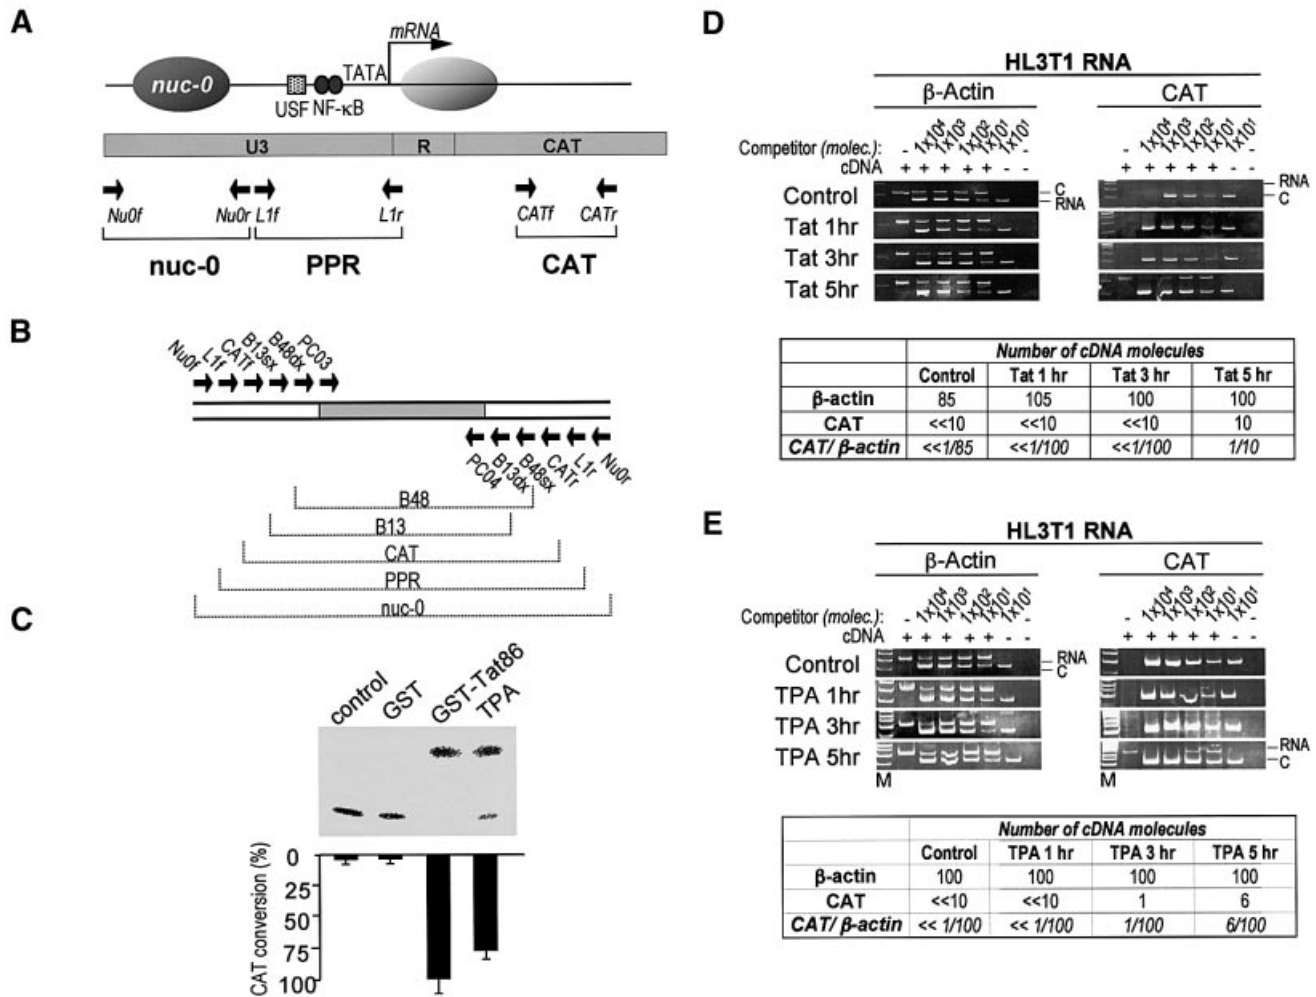 A
mRNA
nuc-0
TATA
USF NF-κB
U3 R CAT
Nu0f Nu0r L1f L1r CATf CATr
nuc-0 PPR CAT
B
Nu0f L1f CATf B13sx B48dx PC03
PC04 B13dx B48sx CATr L1r Nu0r
B48
B13
CAT
PPR
nuc-0
C
control GST GST-Tat86 TPA
CAT conversion (%)
0
25
50
75
100
D
HL3T1 RNA
β-Actin CAT
Competitor (molec.): - 1x10⁴ 1x10³ 1x10² 1x10¹ 1x10¹ - 1x10⁴ 1x10³ 1x10² 1x10¹ 1x10¹
cDNA + + + + + - - + + + + + - -
Control C RNA RNA C
Tat 1hr
Tat 3hr
Tat 5hr
Number of cDNA molecules
Control Tat 1 hr Tat 3 hr Tat 5 hr
β-actin 85 105 100 100
CAT <<10 <<10 <<10 10
CAT/ β-actin <<1/85 <<1/100 <<1/100 1/10
E
HL3T1 RNA
β-Actin CAT
Competitor (molec.): - 1x10⁴ 1x10³ 1x10² 1x10¹ 1x10¹ - 1x10⁴ 1x10³ 1x10² 1x10¹ 1x10¹
cDNA + + + + + - - + + + + + - -
Control RNA C
TPA 1hr
TPA 3hr
TPA 5hr RNA C
M M
Number of cDNA molecules
Control TPA 1 hr TPA 3 hr TPA 5 hr
β-actin 100 100 100 100
CAT <<10 <<10 1 6
CAT/ β-actin << 1/100 << 1/100 1/100 6/100